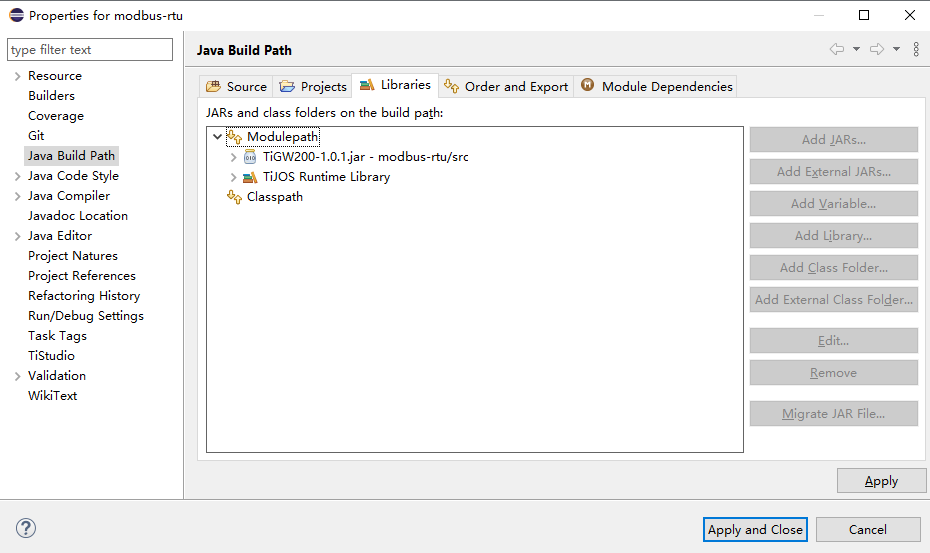 Properties for modbus-rtu
type filter text
Resource
Builders
Coverage
Git
Java Build Path
Java Code Style
Java Compiler
Javadoc Location
Java Editor
Project Natures
Project References
Refactoring History
Run/Debug Settings
Task Tags
TiStudio
Validation
WikiText
Java Build Path
Source Projects Libraries Order and Export Module Dependencies
JARs and class folders on the build path:
Modulepath
TiGW200-1.0.1.jar - modbus-rtu/src
TiJOS Runtime Library
Classpath
Add JARs...
Add External JARs...
Add Variable...
Add Library...
Add Class Folder...
Add External Class Folder...
Edit...
Remove
Migrate JAR File...
Apply
Apply and Close Cancel